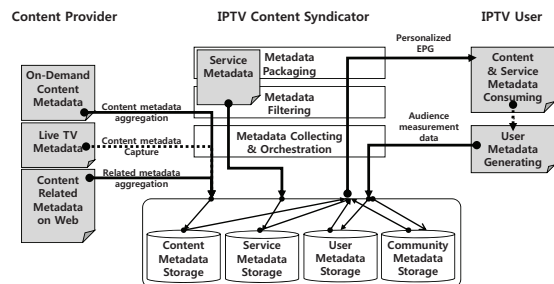 Content Provider
IPTV Content Syndicator
IPTV User
On-Demand
Content
Metadata
Live TV
Metadata
Content
Related
Metadata
on Web
Content metadata
aggregation
Content metadata
Capture
Related metadata
aggregation
Service
Metadata
Metadata
Packaging
Metadata
Filtering
Metadata Collecting
& Orchestration
Personalized
EPG
Audience
measurement
data
Content
& Service
Metadata
Consuming
User
Metadata
Generating
Content
Metadata
Storage
Service
Metadata
Storage
User
Metadata
Storage
Community
Metadata
Storage